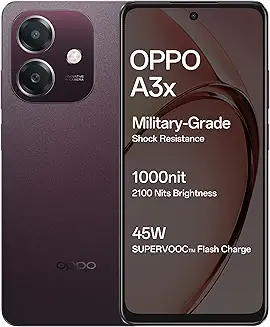 OPPO
A3x
Military-Grade
Shock Resistance
1000nit
2100 Nits Brightness
45W
SUPERVOOC™ Flash Charge
oppo